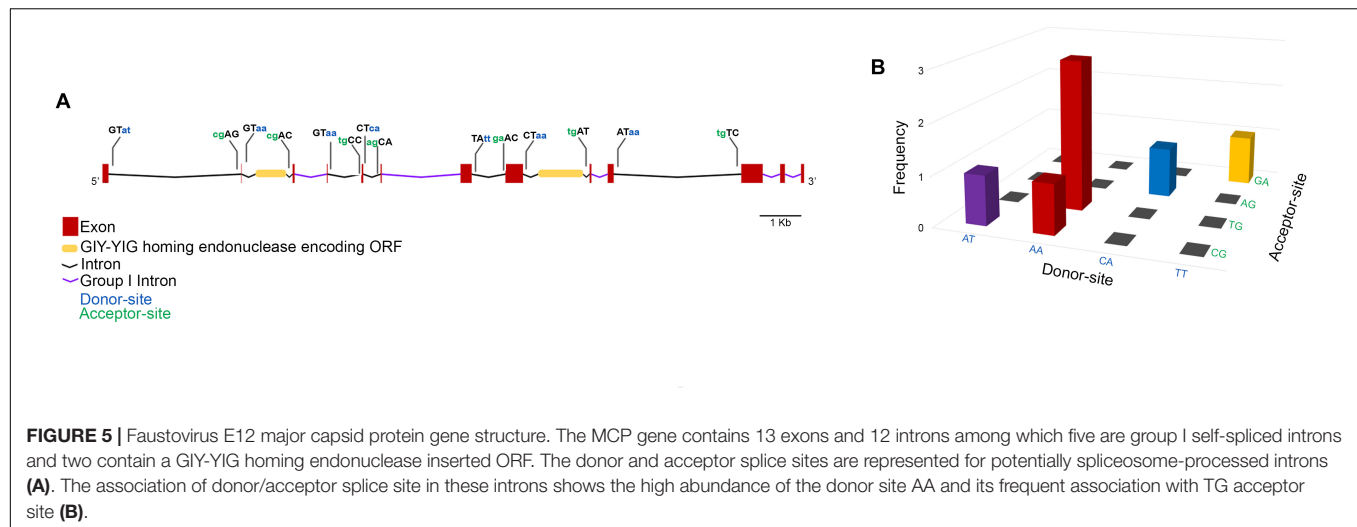 A
GTat
cgAG
GTaa
cgAC
GTaa
tgCC
CTca
agCA
TAtt
gaAC
CTaa
tgAT
ATaa
tgTC
5'
3'
1 Kb
Exon
GIY-YIG homing endonuclease encoding ORF
Intron
Group I Intron
Donor-site
Acceptor-site
B
3
2
1
0
Frequency
AT
AA
CA
TT
Donor-site
GA
AG
TG
CG
Acceptor-site
FIGURE 5 | Faustovirus E12 major capsid protein gene structure. The MCP gene contains 13 exons and 12 introns among which five are group I self-spliced introns
and two contain a GIY-YIG homing endonuclease inserted ORF. The donor and acceptor splice sites are represented for potentially spliceosome-processed introns
(A). The association of donor/acceptor splice site in these introns shows the high abundance of the donor site AA and its frequent association with TG acceptor
site (B).